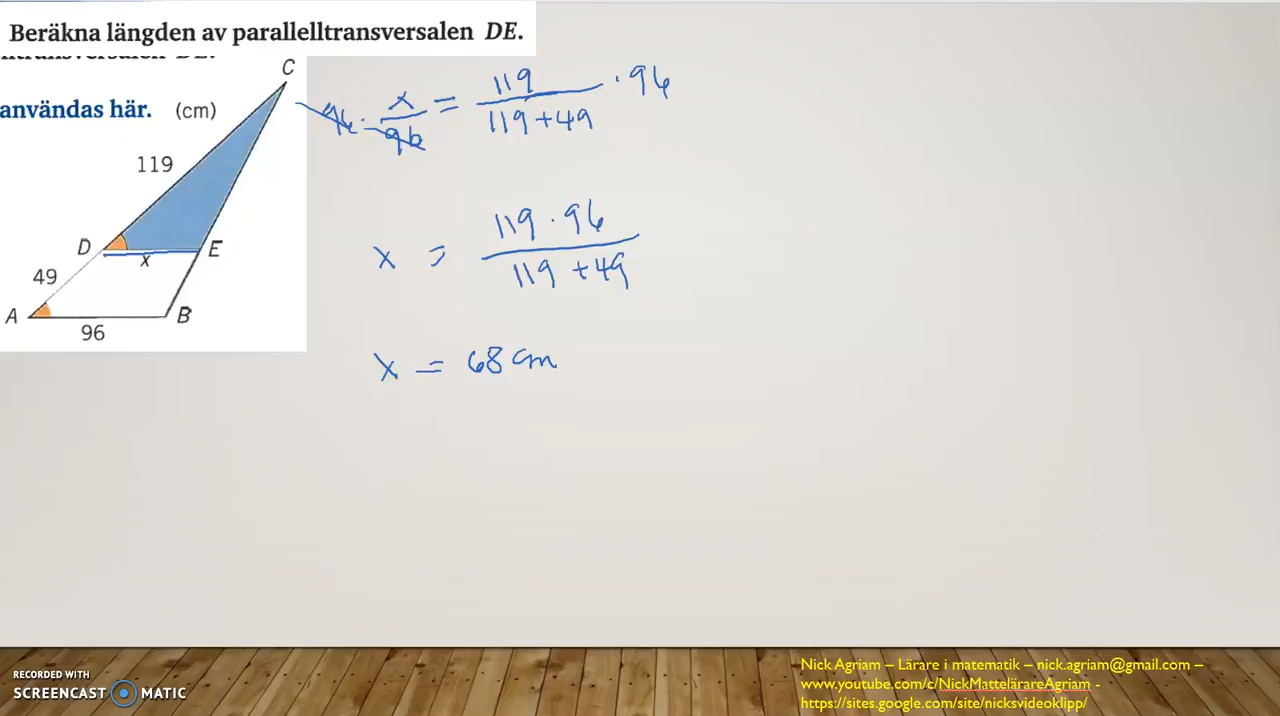 Beräkna längden av parallelltransversalen DE.
användas här. (cm)
C
119
D
x
E
49
A
B
96
96 · x/96 = 119/(119+49) · 96
x = 119 · 96/(119+49)
x = 68 cm
RECORDED WITH
SCREENCAST MATIC
Nick Agriam – Lärare i matematik – nick.agriam@gmail.com –
www.youtube.com/c/NickMattelärareAgriam -
https://sites.google.com/site/nicksvideoklipp/